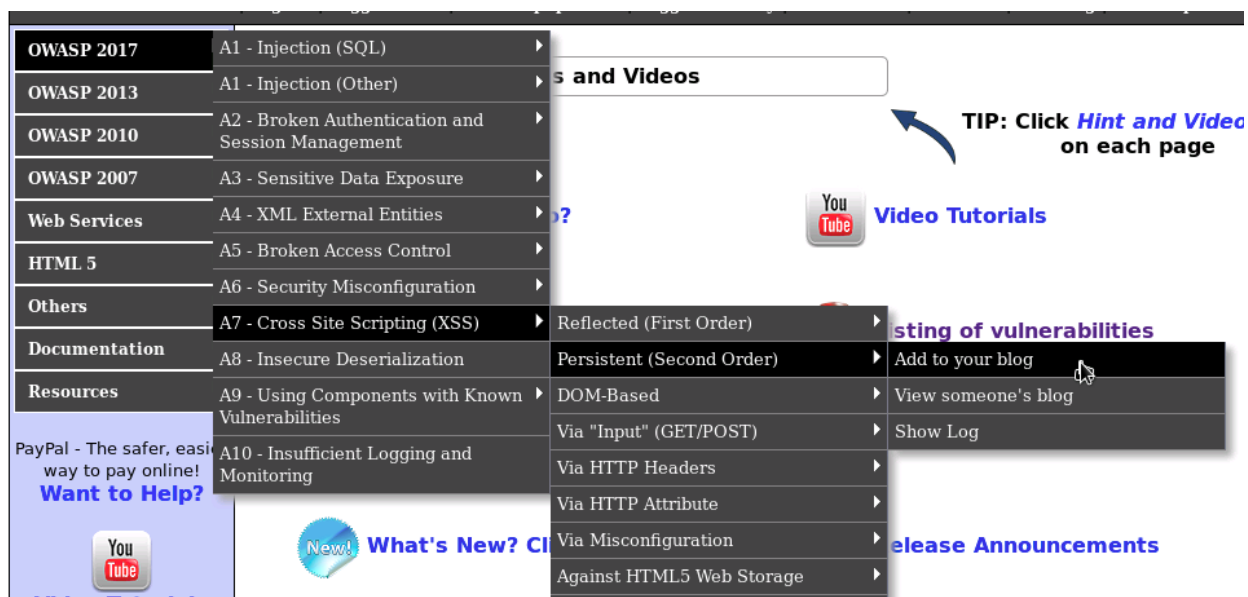 OWASP 2017
OWASP 2013
OWASP 2010
OWASP 2007
Web Services
HTML 5
Others
Documentation
Resources
PayPal - The safer, easi
way to pay online!
Want to Help?
You
Tube
A1 - Injection (SQL)
A1 - Injection (Other)
A2 - Broken Authentication and
Session Management
A3 - Sensitive Data Exposure
A4 - XML External Entities
A5 - Broken Access Control
A6 - Security Misconfiguration
A7 - Cross Site Scripting (XSS)
A8 - Insecure Deserialization
A9 - Using Components with Known
Vulnerabilities
A10 - Insufficient Logging and
Monitoring
Reflected (First Order)
Persistent (Second Order)
DOM-Based
Via "Input" (GET/POST)
Via HTTP Headers
Via HTTP Attribute
Via Misconfiguration
Against HTML5 Web Storage
Add to your blog
View someone's blog
Show Log
s and Videos
TIP: Click Hint and Video
on each page
?
You
Tube
Video Tutorials
isting of vulnerabilities
New!
What's New? Cli
elease Announcements